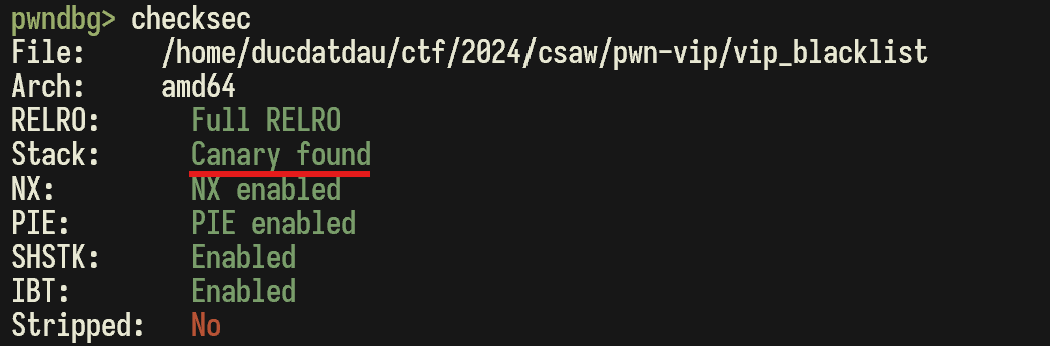 pwndbg> checksec
File:     /home/ducdatdau/ctf/2024/csaw/pwn-vip/vip_blacklist
Arch:     amd64
RELRO:      Full RELRO
Stack:      Canary found
NX:         NX enabled
PIE:        PIE enabled
SHSTK:      Enabled
IBT:        Enabled
Stripped:   No